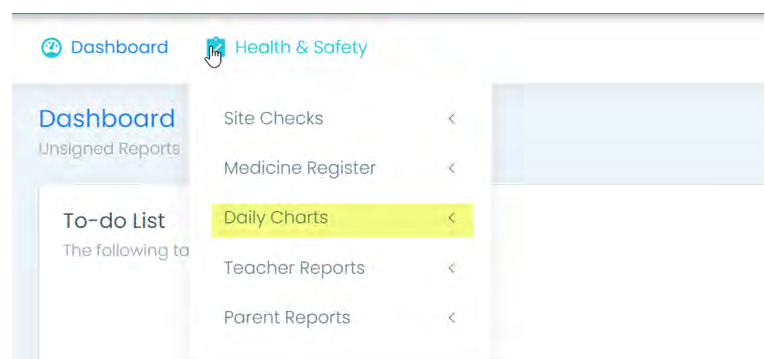 Dashboard
Health & Safety
Dashboard
Unsigned Reports
To-do List
The following ta
Site Checks
Medicine Register
Daily Charts
Teacher Reports
Parent Reports